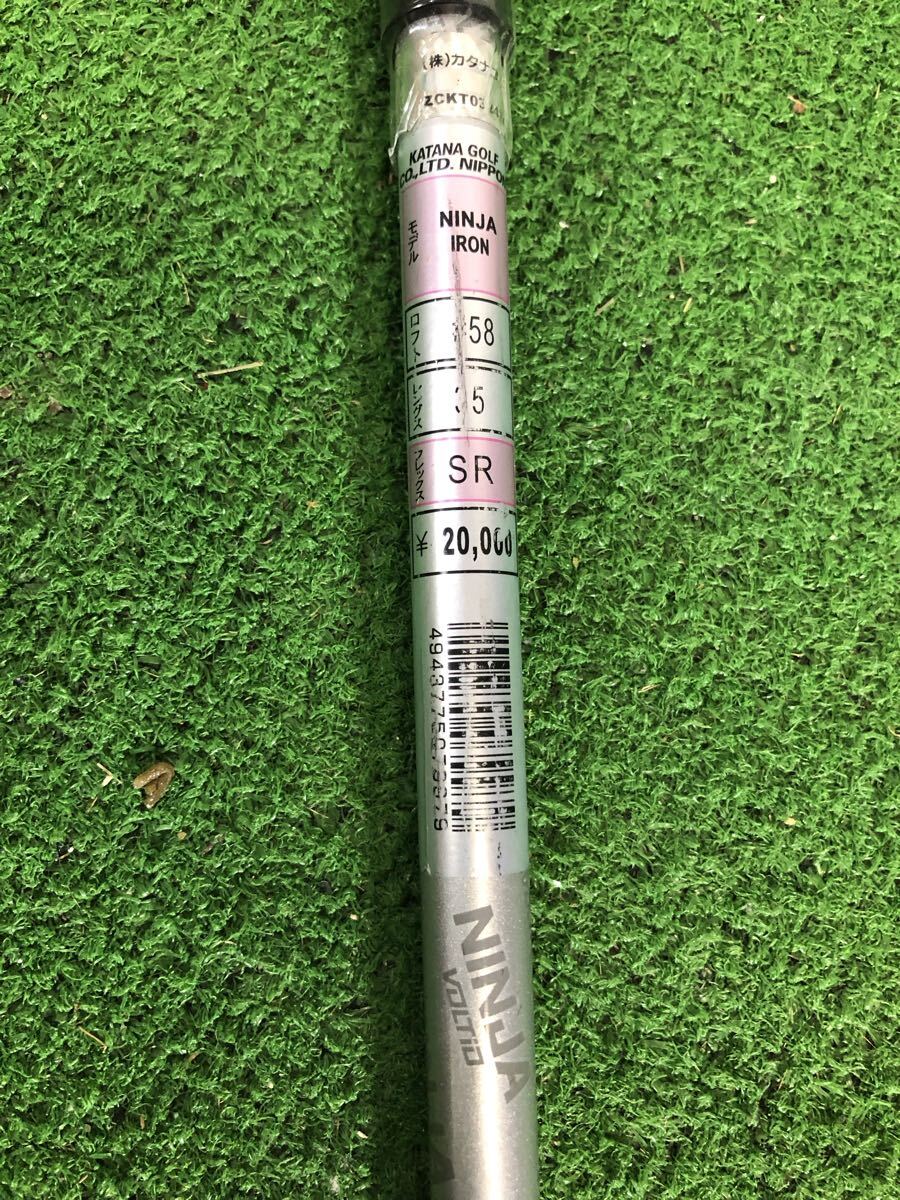 (株)カタナゴ
ZCKT03
KATANA GOLF
CO.,LTD. NIPPON
モデル
NINJA
IRON
ロフト
#58
レングス
35
フレックス
SR
¥ 20,000
NINJA
VOLTiO